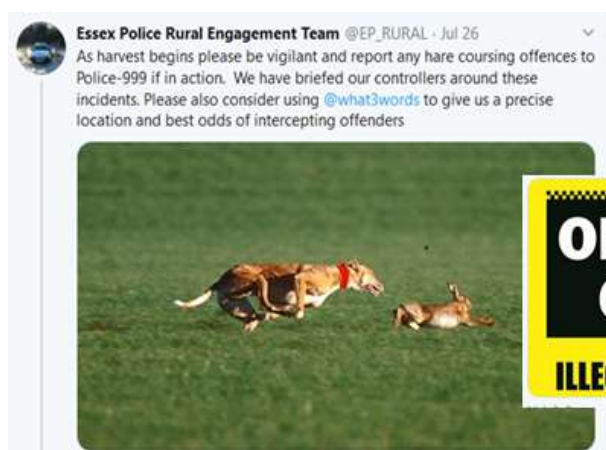 Essex Police Rural Engagement Team @EP_RURAL · Jul 26
As harvest begins please be vigilant and report any hare coursing offences to
Police-999 if in action. We have briefed our controllers around these
incidents. Please also consider using @what3words to give us a precise
location and best odds of intercepting offenders